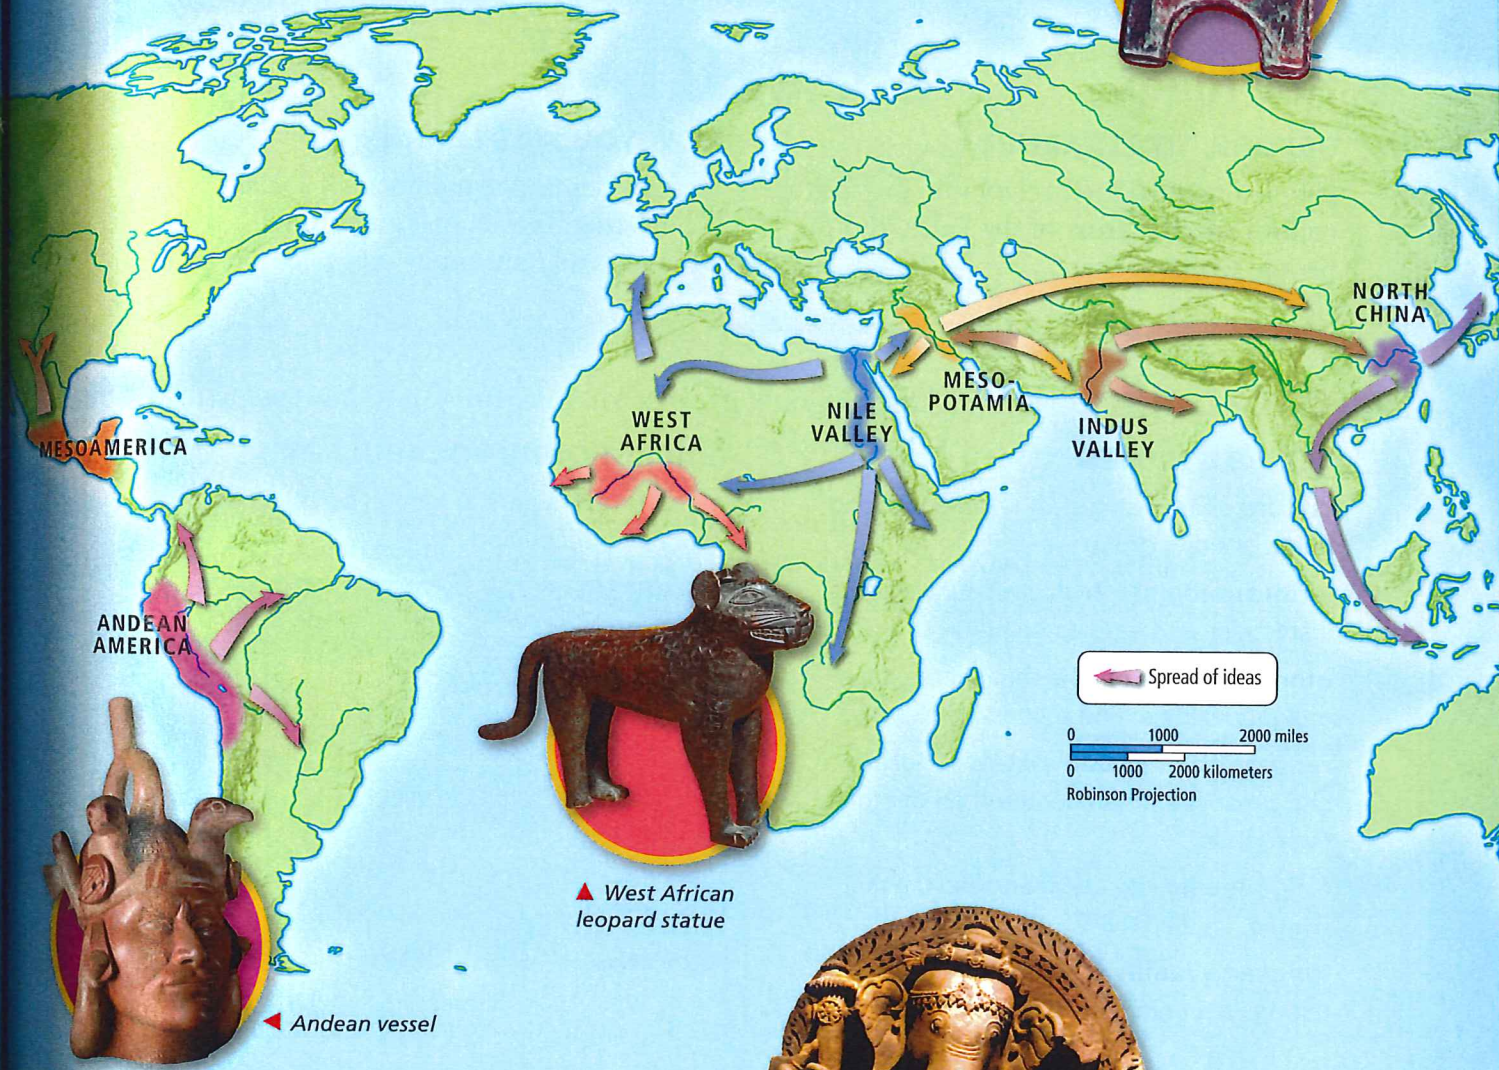 NORTH
CHINA
MESO-
POTAMIA
WEST
AFRICA
NILE
VALLEY
INDUS
VALLEY
MESOAMERICA
ANDEAN
AMERICA
Spread of ideas
0 1000 2000 miles
0 1000 2000 kilometers
Robinson Projection
West African
leopard statue
Andean vessel